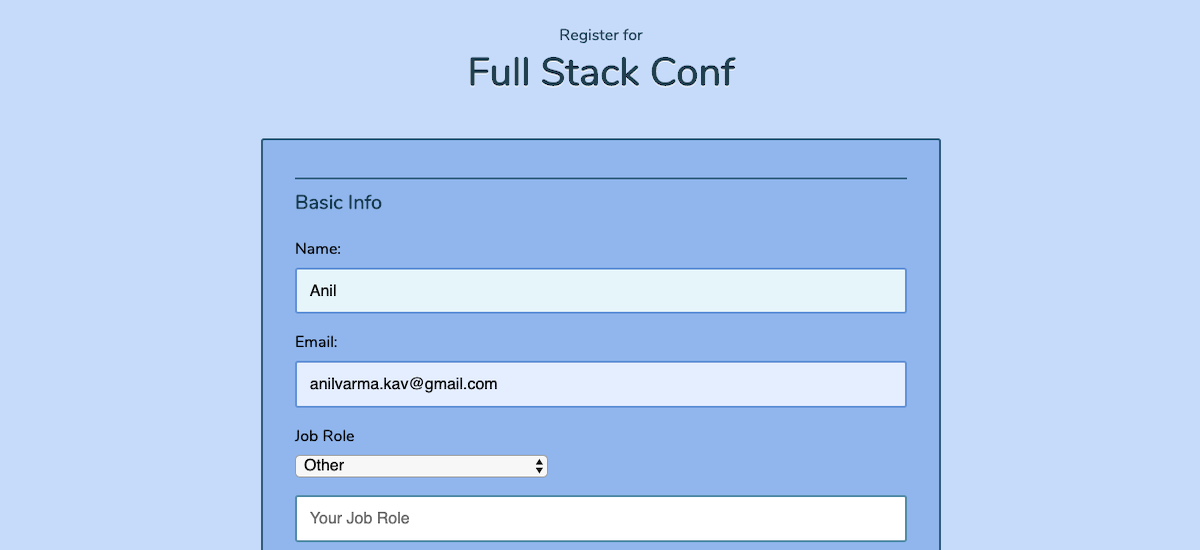 Register for
Full Stack Conf
Basic Info
Name:
Anil
Email:
anilvarma.kav@gmail.com
Job Role
Other
Your Job Role